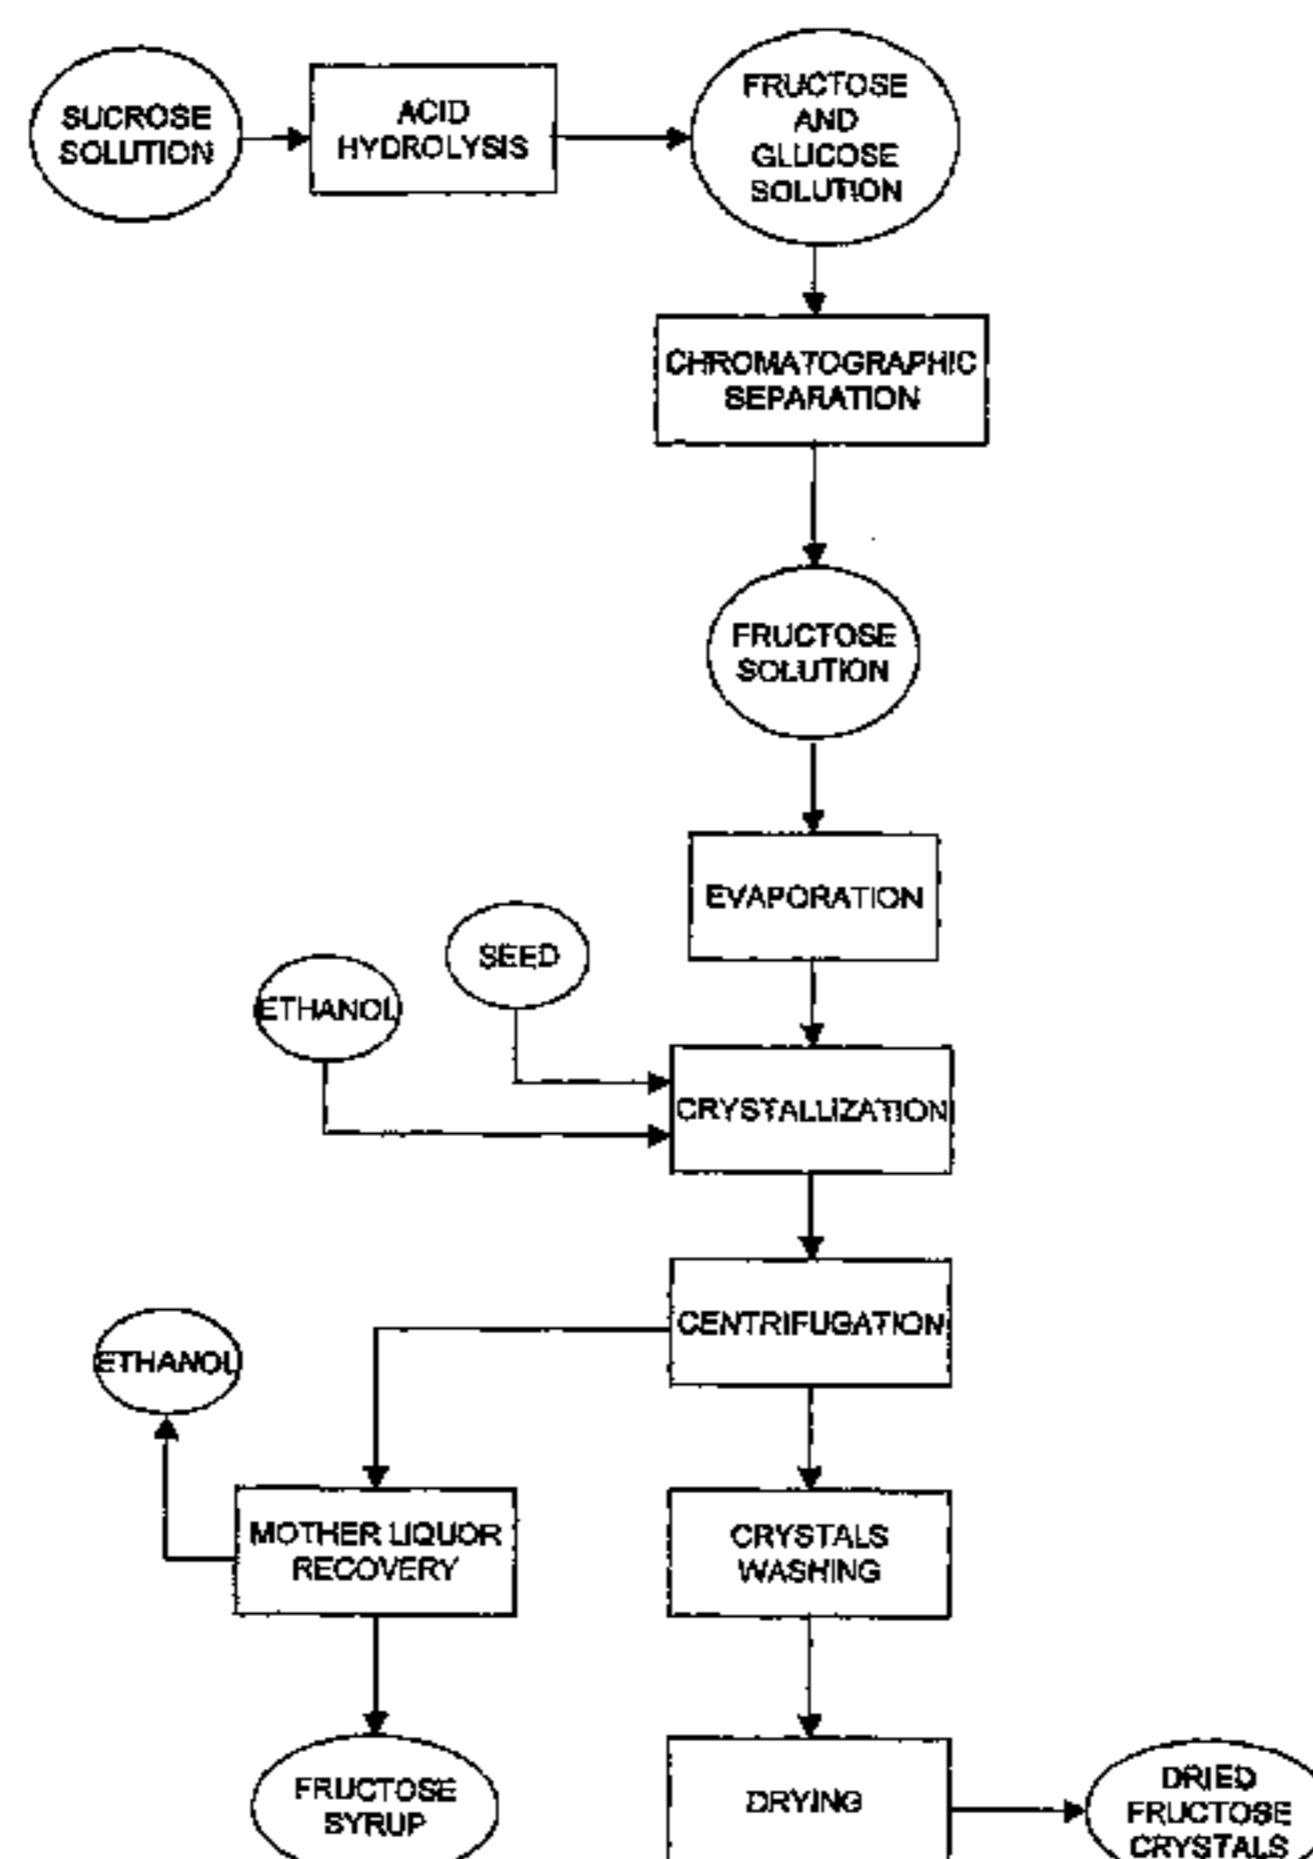 SUCROSE
SOLUTION
ACID
HYDROLYSIS
FRUCTOSE
AND
GLUCOSE
SOLUTION
CHROMATOGRAPHIC
SEPARATION
FRUCTOSE
SOLUTION
EVAPORATION
SEED
ETHANOL
CRYSTALLIZATION
CENTRIFUGATION
ETHANOL
MOTHER LIQUOR
RECOVERY
CRYSTALS
WASHING
FRUCTOSE
SYRUP
DRYING
DRIED
FRUCTOSE
CRYSTALS